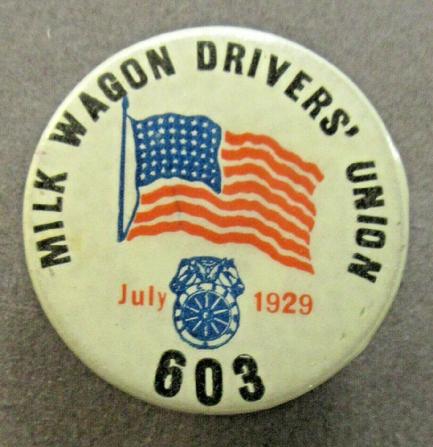 MILK WAGON DRIVERS' UNION
July 1929
603